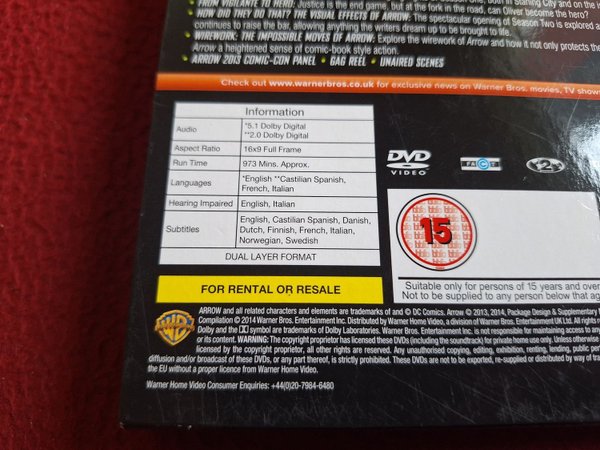 One, both in Starling City and on the is
• FROM VIGILANTE TO HERO: Justice is the end game, but at the fork in the road, can Oliver become the hero?
• HOW DID THEY DO THAT? THE VISUAL EFFECTS OF ARROW: The spectacular opening of Season Two is explored a
continues to raise the bar, allowing anything the writers dream up to be brought to life.
• WIREWORK: THE IMPOSSIBLE MOVES OF ARROW: Explore the wirework of Arrow and how it not only protects the
Arrow a heightened sense of comic-book style action.
• ARROW 2013 COMIC-CON PANEL • GAG REEL • UNAIRED SCENES
Check out www.warnerbros.co.uk for exclusive news on Warner Bros. movies, TV shows
Information
Audio *5.1 Dolby Digital
**2.0 Dolby Digital
Aspect Ratio 16x9 Full Frame
Run Time 973 Mins. Approx.
Languages *English **Castilian Spanish,
French, Italian
Hearing Impaired English, Italian
Subtitles English, Castilian Spanish, Danish,
Dutch, Finnish, French, Italian,
Norwegian, Swedish
DUAL LAYER FORMAT
FOR RENTAL OR RESALE
DVD
VIDEO
FACT
2
15
Suitable only for persons of 15 years and over
Not to be supplied to any person below that ag
WB
ARROW and all related characters and elements are trademarks of and © DC Comics. Arrow © 2013, 2014, Package Design & Supplementary
Compilation © 2014 Warner Bros. Entertainment Inc. Distributed by Warner Home Video, a division of Warner Bros. Entertainment UK Ltd. All rights
Dolby and the DD symbol are trademarks of Dolby Laboratories. Warner Bros. Entertainment Inc. is not responsible for maintaining access to any
or its content. WARNING: The copyright proprietor has licensed these DVDs (including the soundtrack) for private home use only. Unless otherwise
licensed by the copyright proprietor, all other rights are reserved. Any unauthorised copying, editing, exhibition, renting, lending, public per
diffusion and/or broadcast of these DVDs, or any part thereof, is strictly prohibited. These DVDs are not to be exported, re-supplied or distributed by way of tra
the EU without a proper licence from Warner Home Video.
Warner Home Video Consumer Enquiries: +44(0)20-7984-6480